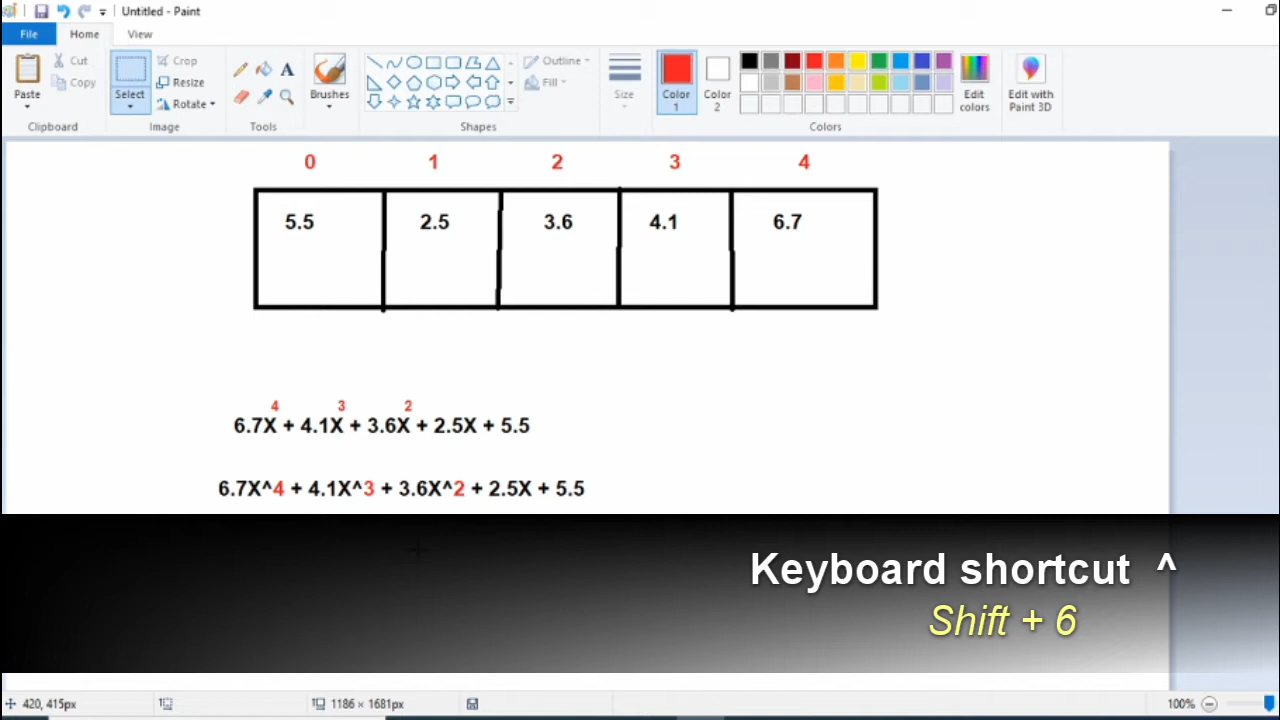 Untitled - Paint
File Home View
Paste
Cut
Copy
Clipboard
Select
Crop
Resize
Rotate
Image
A
Tools
Brushes
Outline
Fill
Shapes
Size
Color 1
Color 2
Edit colors
Colors
Edit with Paint 3D
0 1 2 3 4
5.5 2.5 3.6 4.1 6.7
4 3 2
6.7X + 4.1X + 3.6X + 2.5X + 5.5
6.7X^4 + 4.1X^3 + 3.6X^2 + 2.5X + 5.5
Keyboard shortcut ^
Shift + 6
420, 415px 1186 × 1681px 100%